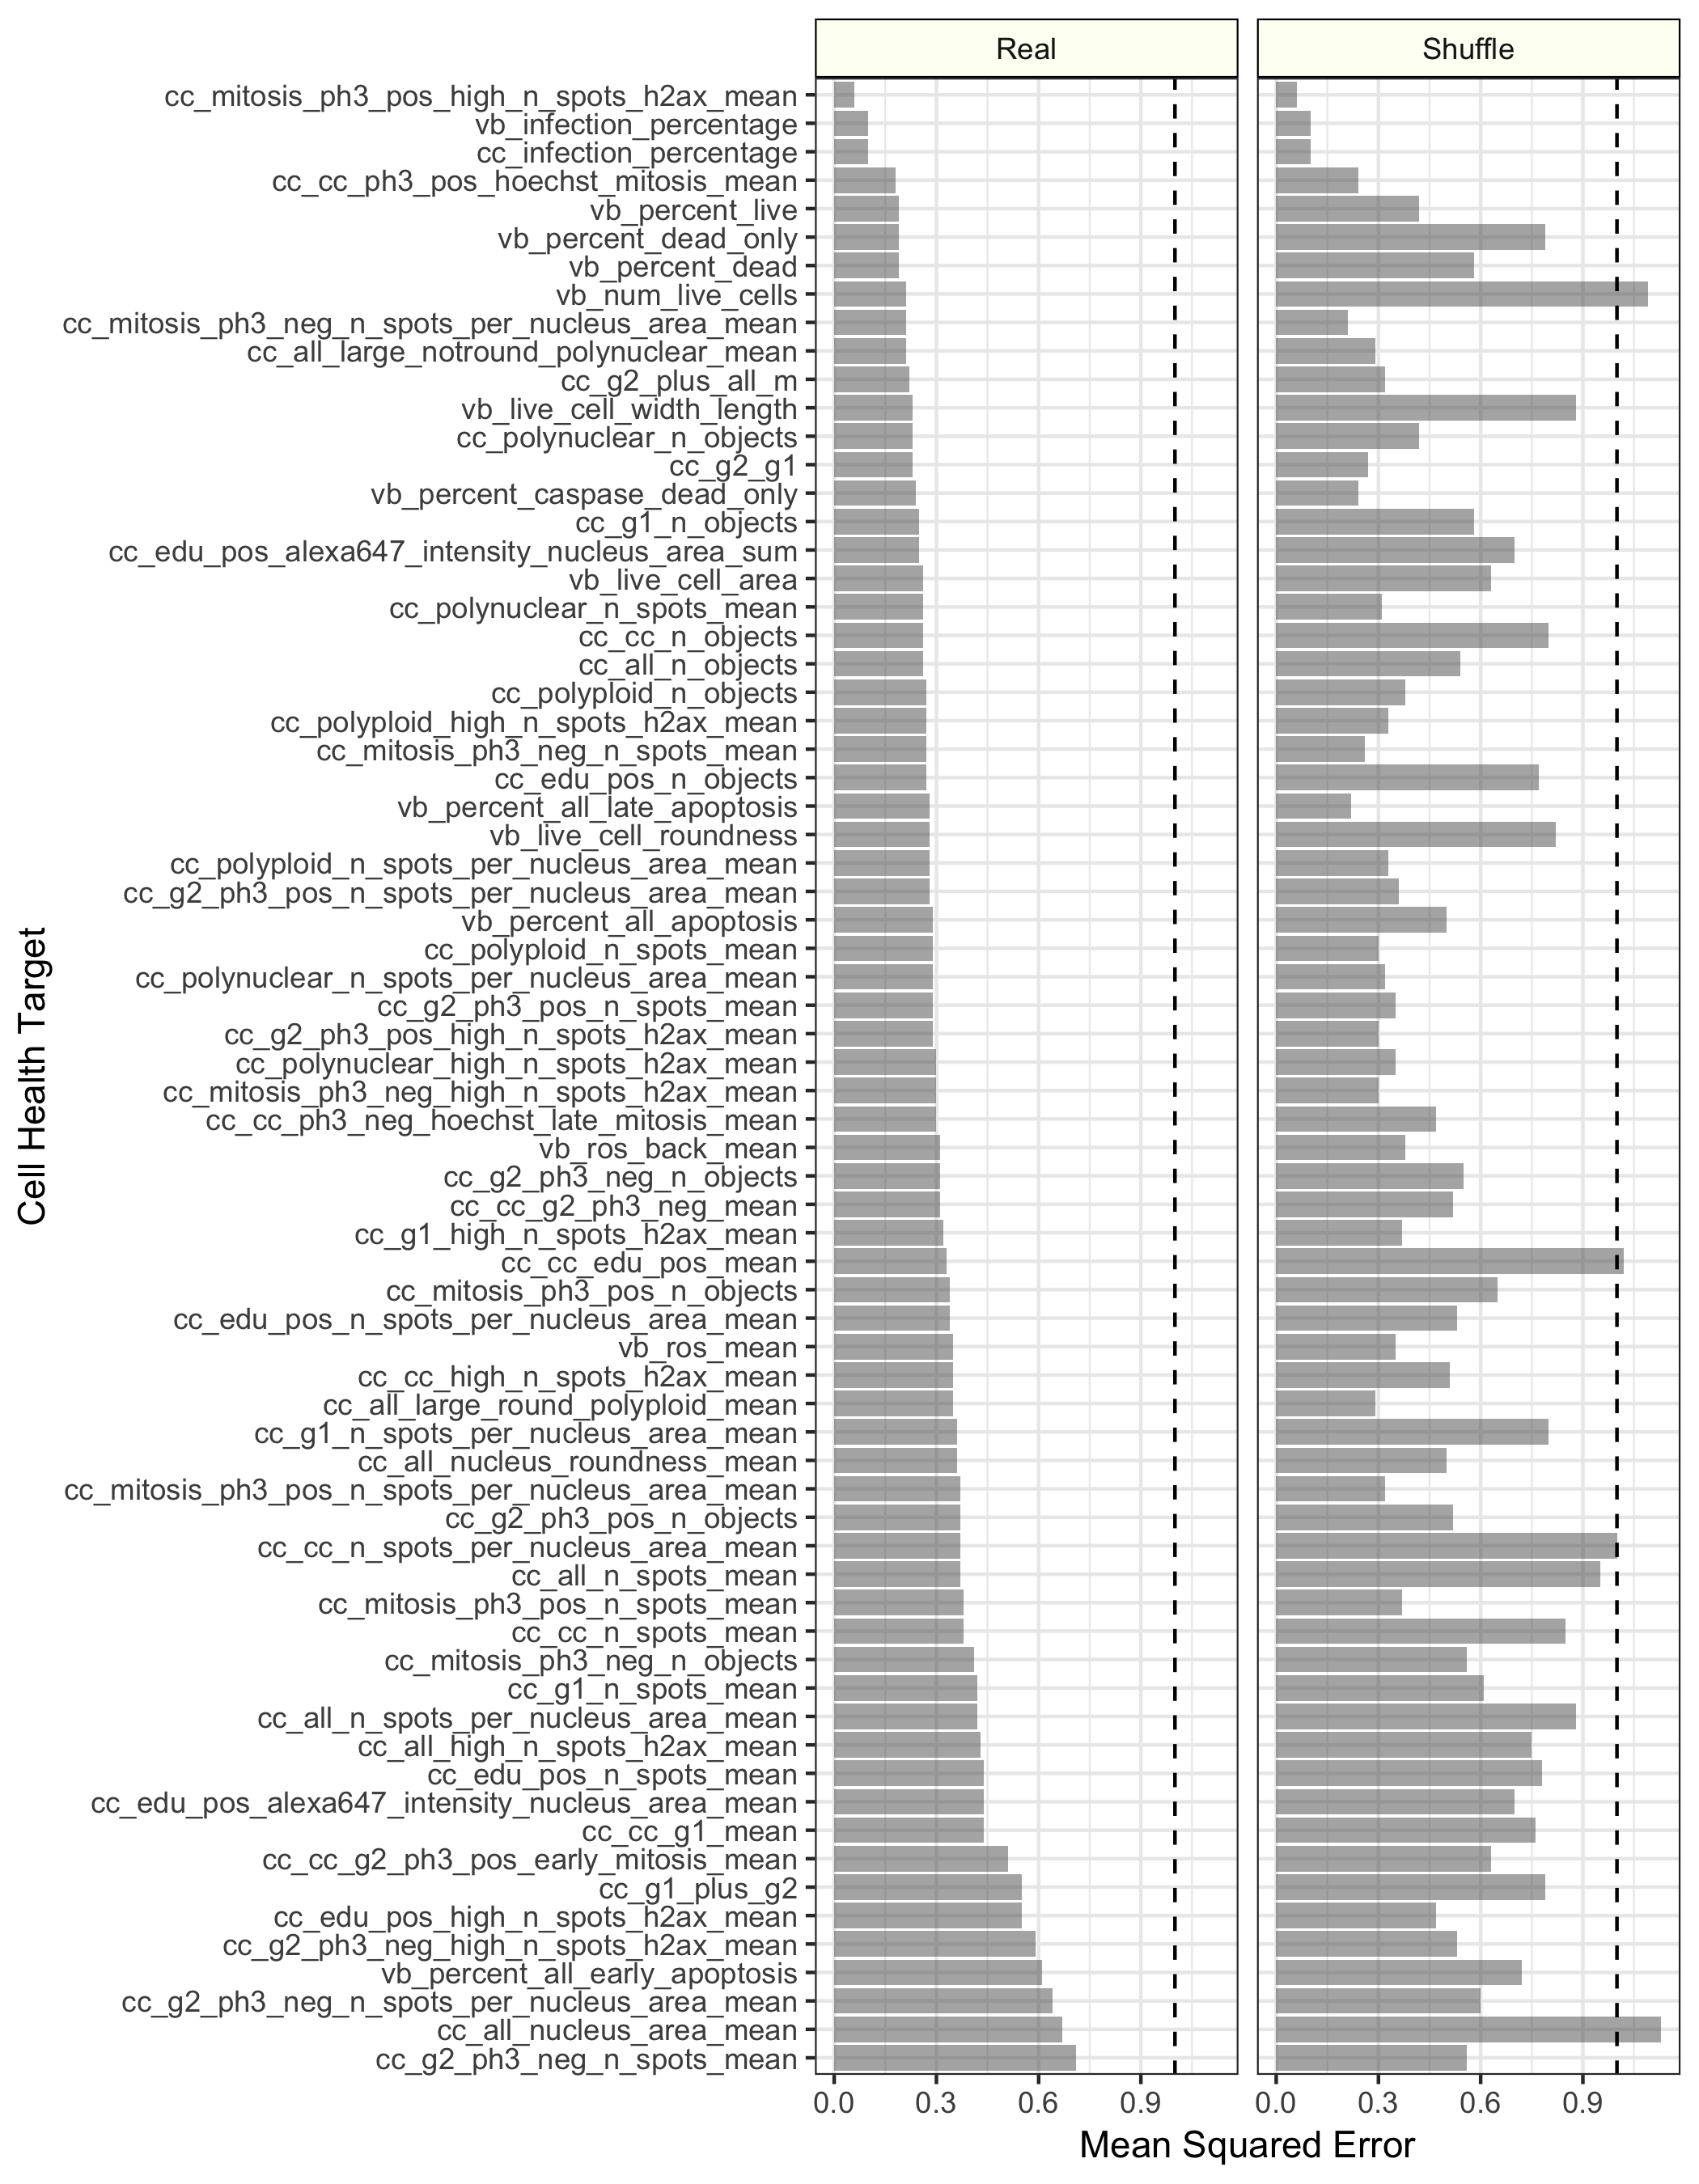 Real
Shuffle
cc_mitosis_ph3_pos_high_n_spots_h2ax_mean
vb_infection_percentage
cc_infection_percentage
cc_cc_ph3_pos_hoechst_mitosis_mean
vb_percent_live
vb_percent_dead_only
vb_percent_dead
vb_num_live_cells
cc_mitosis_ph3_neg_n_spots_per_nucleus_area_mean
cc_all_large_notround_polynuclear_mean
cc_g2_plus_all_m
vb_live_cell_width_length
cc_polynuclear_n_objects
cc_g2_g1
vb_percent_caspase_dead_only
cc_g1_n_objects
cc_edu_pos_alexa647_intensity_nucleus_area_sum
vb_live_cell_area
cc_polynuclear_n_spots_mean
cc_cc_n_objects
cc_all_n_objects
cc_polyploid_n_objects
cc_polyploid_high_n_spots_h2ax_mean
cc_mitosis_ph3_neg_n_spots_mean
cc_edu_pos_n_objects
vb_percent_all_late_apoptosis
vb_live_cell_roundness
cc_polyploid_n_spots_per_nucleus_area_mean
cc_g2_ph3_pos_n_spots_per_nucleus_area_mean
vb_percent_all_apoptosis
cc_polyploid_n_spots_mean
cc_polynuclear_n_spots_per_nucleus_area_mean
cc_g2_ph3_pos_n_spots_mean
cc_g2_ph3_pos_high_n_spots_h2ax_mean
cc_polynuclear_high_n_spots_h2ax_mean
cc_mitosis_ph3_neg_high_n_spots_h2ax_mean
cc_cc_ph3_neg_hoechst_late_mitosis_mean
vb_ros_back_mean
cc_g2_ph3_neg_n_objects
cc_cc_g2_ph3_neg_mean
cc_g1_high_n_spots_h2ax_mean
cc_cc_edu_pos_mean
cc_mitosis_ph3_pos_n_objects
cc_edu_pos_n_spots_per_nucleus_area_mean
vb_ros_mean
cc_cc_high_n_spots_h2ax_mean
cc_all_large_round_polyploid_mean
cc_g1_n_spots_per_nucleus_area_mean
cc_all_nucleus_roundness_mean
cc_mitosis_ph3_pos_n_spots_per_nucleus_area_mean
cc_g2_ph3_pos_n_objects
cc_cc_n_spots_per_nucleus_area_mean
cc_all_n_spots_mean
cc_mitosis_ph3_pos_n_spots_mean
cc_cc_n_spots_mean
cc_mitosis_ph3_neg_n_objects
cc_g1_n_spots_mean
cc_all_n_spots_per_nucleus_area_mean
cc_all_high_n_spots_h2ax_mean
cc_edu_pos_n_spots_mean
cc_edu_pos_alexa647_intensity_nucleus_area_mean
cc_cc_g1_mean
cc_cc_g2_ph3_pos_early_mitosis_mean
cc_g1_plus_g2
cc_edu_pos_high_n_spots_h2ax_mean
cc_g2_ph3_neg_high_n_spots_h2ax_mean
vb_percent_all_early_apoptosis
cc_g2_ph3_neg_n_spots_per_nucleus_area_mean
cc_all_nucleus_area_mean
cc_g2_ph3_neg_n_spots_mean
Cell Health Target
0.0 0.3 0.6 0.9
0.0 0.3 0.6 0.9
Mean Squared Error